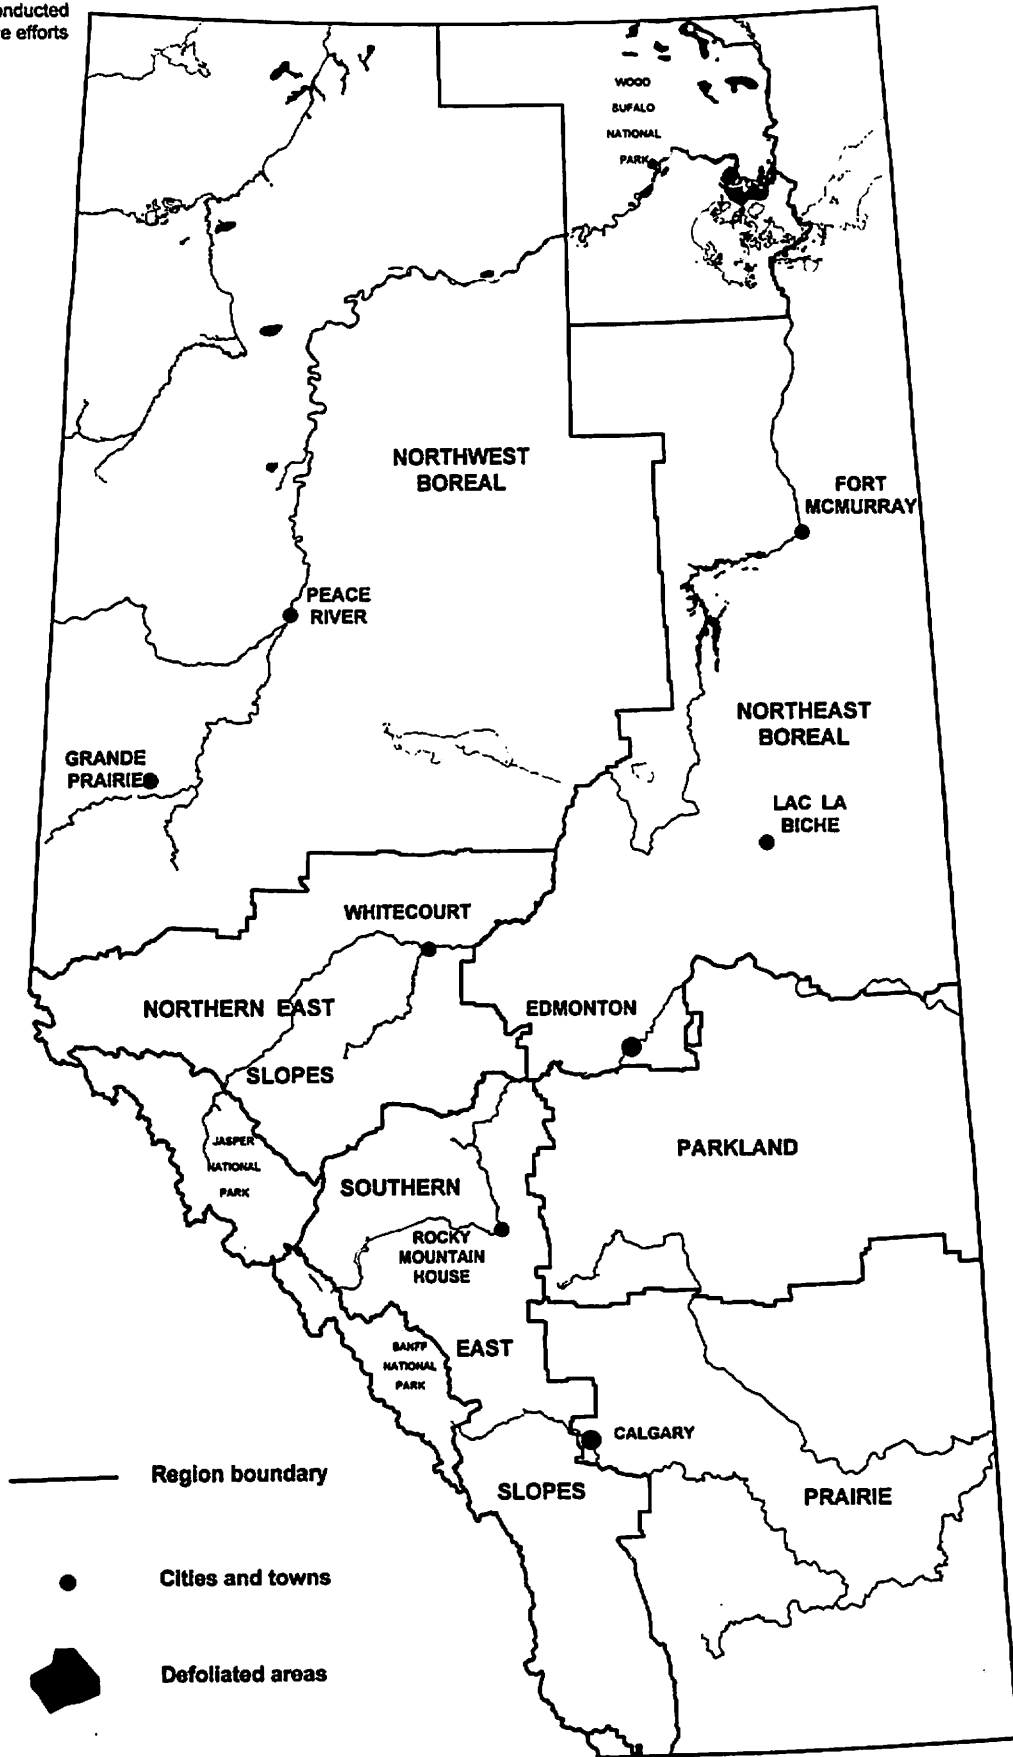 onducted
e efforts
WOOD
BUFALO
NATIONAL
PARK
NORTHWEST
BOREAL
FORT
MCMURRAY
PEACE
RIVER
NORTHEAST
BOREAL
GRANDE
PRAIRIE
LAC LA
BICHE
WHITECOURT
NORTHERN EAST
SLOPES
EDMONTON
JASPER
NATIONAL
PARK
PARKLAND
SOUTHERN
ROCKY
MOUNTAIN
HOUSE
EAST
BANFF
NATIONAL
PARK
CALGARY
SLOPES
PRAIRIE
Region boundary
Cities and towns
Defoliated areas